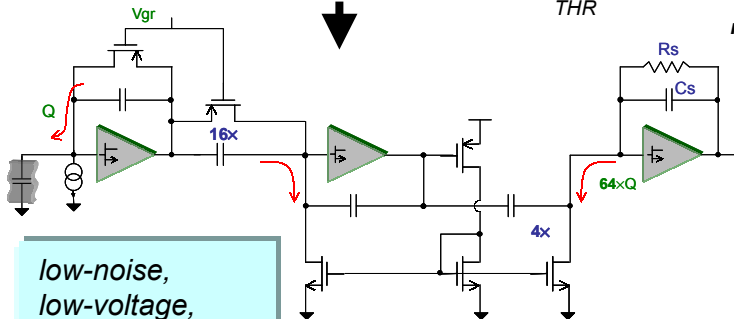 THR
Vgr
Rs
Cs
Q
16×
64×Q
4×
low-noise,
low-voltage,